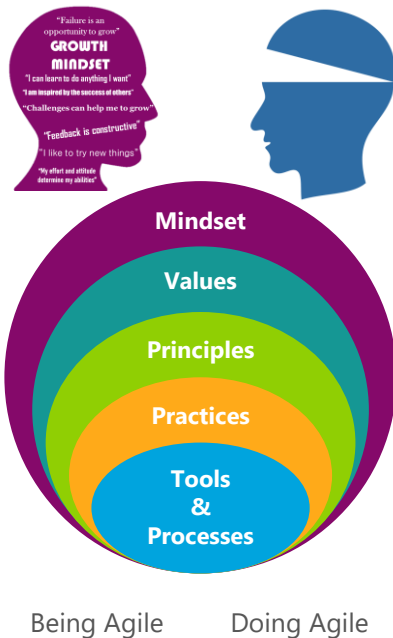 "Failure is an
opportunity to grow"
GROWTH
MINDSET
"I can learn to do anything I want"
"I am inspired by the success of others"
"Challenges can help me to grow"
"Feedback is constructive"
"I like to try new things"
"My effort and attitude
determine my abilities"
Mindset
Values
Principles
Practices
Tools
&
Processes
Being Agile Doing Agile